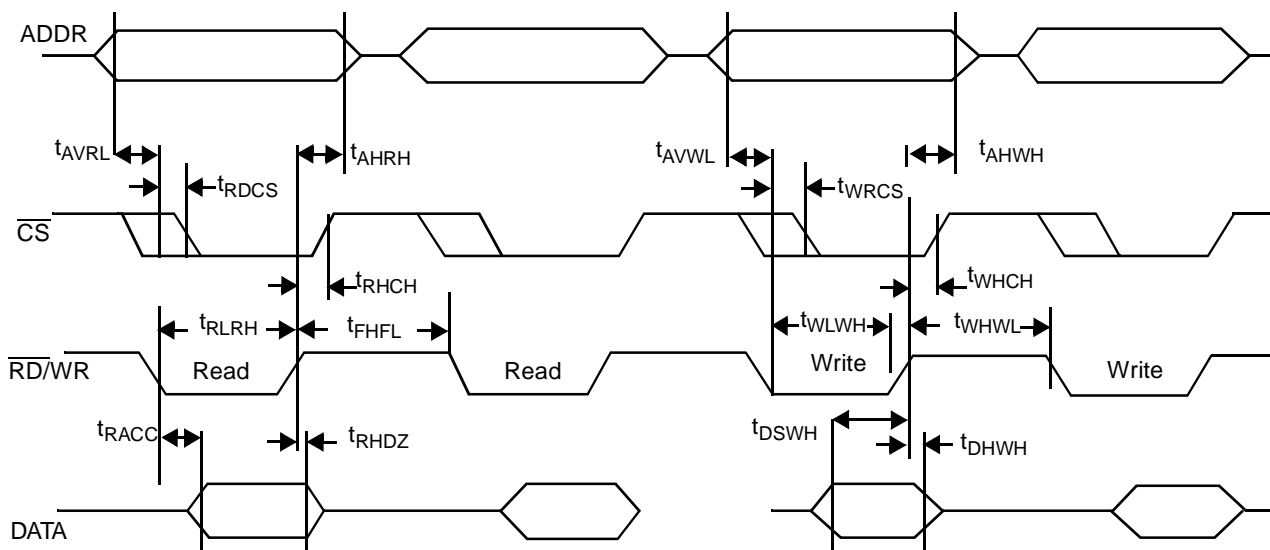 ADDR
tAVRL
tAHRH
tAVWL
tAHWH
tRDCS
tWRCS
CS
tRHCH
tWHCH
tRLRH
tFHFL
tWLWH
tWHWL
RD/WR
Read
Read
Write
Write
tRACC
tRHDZ
tDSWH
tDHWH
DATA